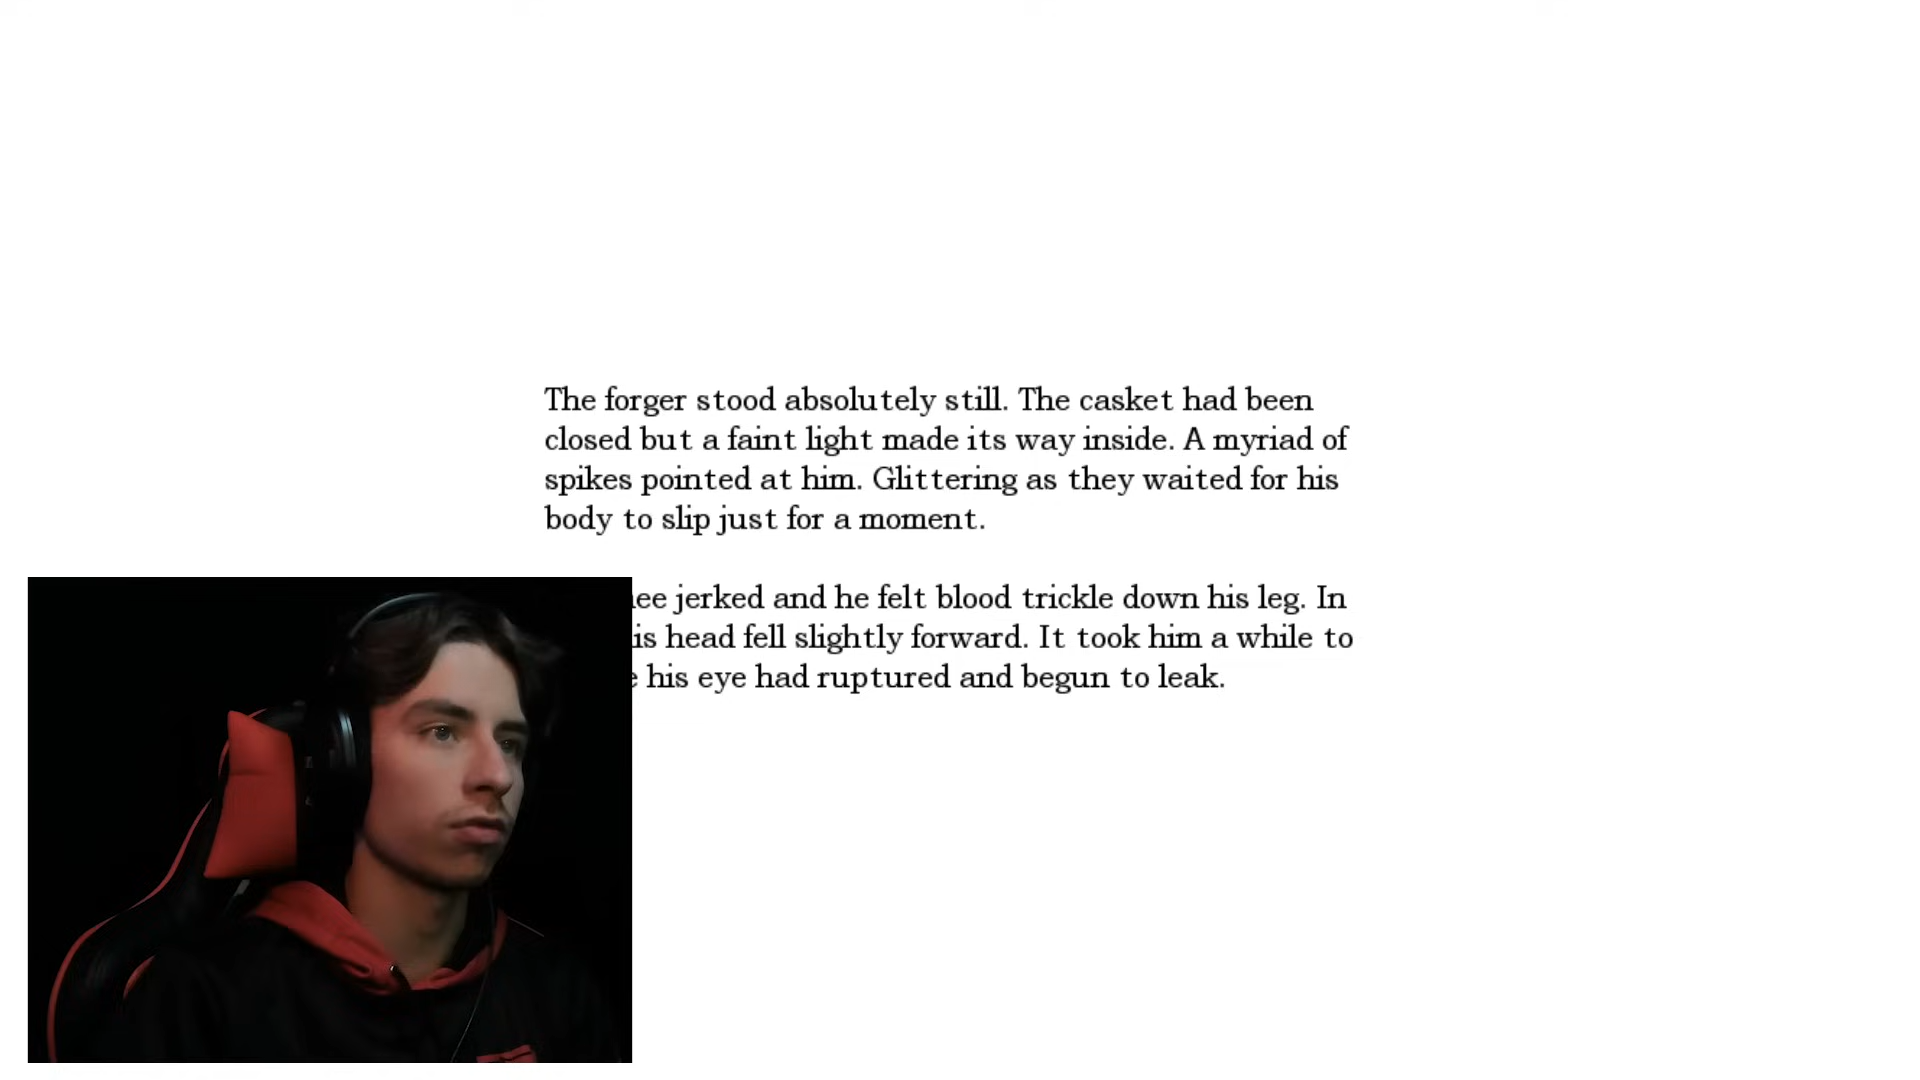 The forger stood absolutely still. The casket had been
closed but a faint light made its way inside. A myriad of
spikes pointed at him. Glittering as they waited for his
body to slip just for a moment.
jerked and he felt blood trickle down his leg. In
head fell slightly forward. It took him a while to
his eye had ruptured and begun to leak.